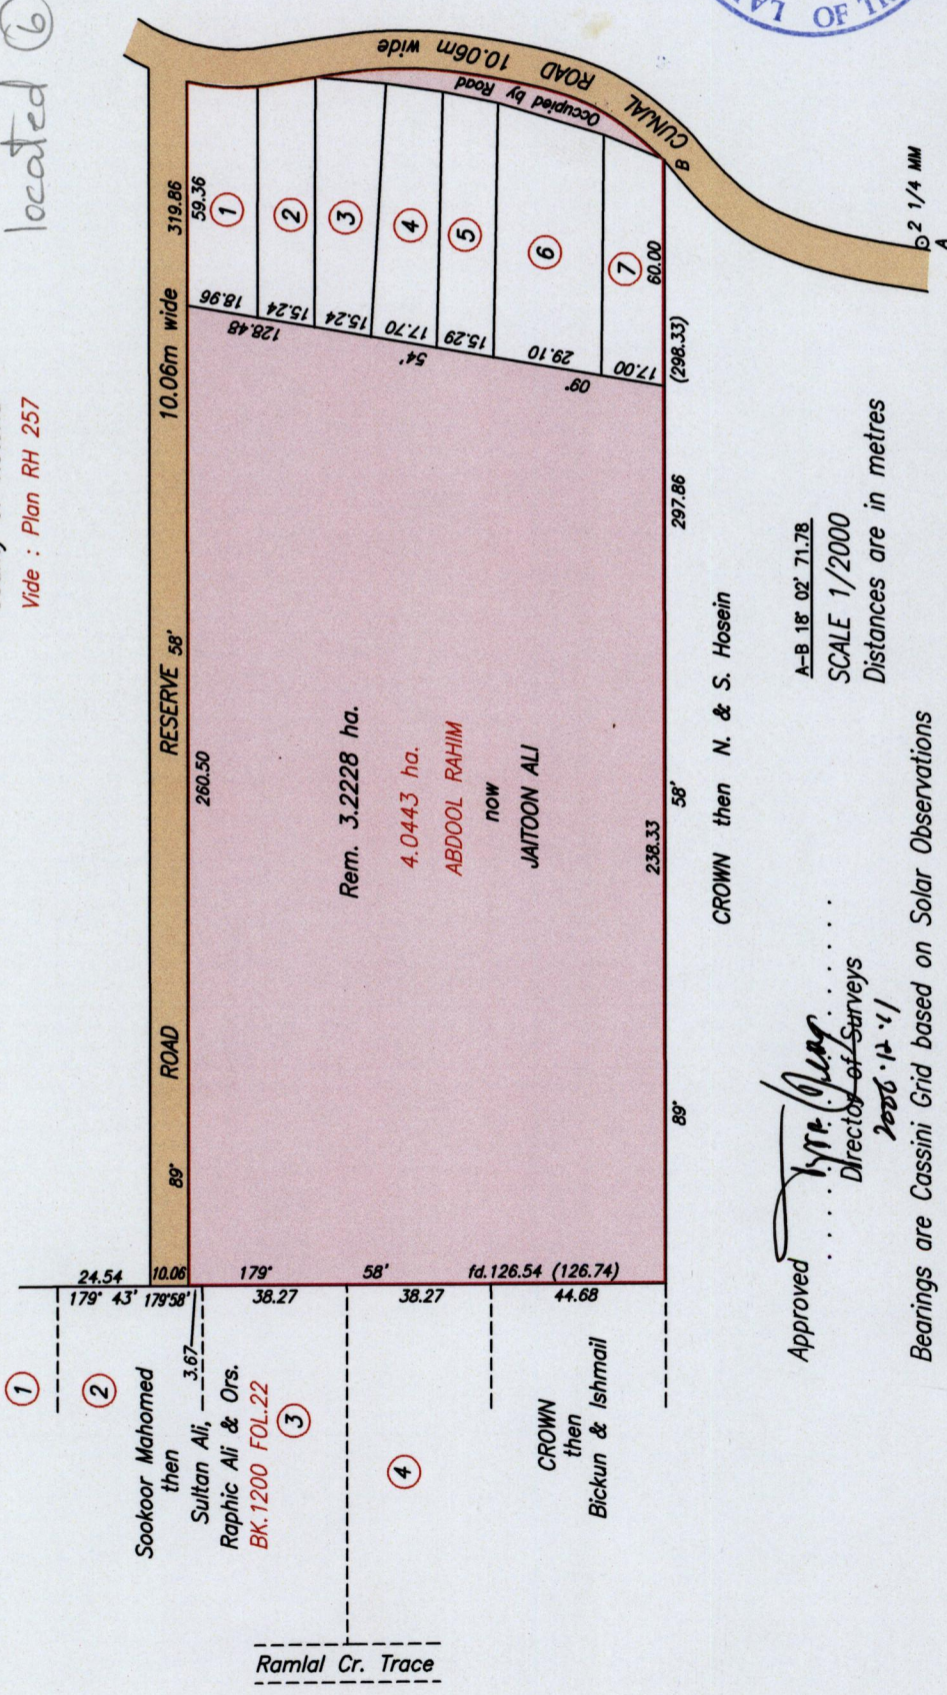 located ⑥
Vide : Plan RH 257
LA
OF TR
CUNJAL ROAD 10.06m wide
Occupied by Road
B
2 1/4 MM
A
89° ROAD RESERVE 58' 10.06m wide 319.86
260.50
59.36
1
2
3
4
5
6
7
60.00
18.96
15.24
15.24
17.70
15.29
29.10
17.00
128.48
54'
09°
(298.33)
297.86
Rem. 3.2228 ha.
4.0443 ha.
ABDOOL RAHIM
now
JAITOON ALI
238.33
89° 58'
CROWN then N. & S. Hosein
24.54
10.06
179° 58' fd.126.54 (126.74)
179° 43'
179°58'
3.67
38.27
38.27
44.68
1
2
Sookoor Mahomed
then
Sultan Ali,
Raphic Ali & Ors.
BK.1200 FOL.22
3
4
CROWN
then
Bickun & Ishmail
Ramlal Cr. Trace
A-B 18° 02' 71.78
SCALE 1/2000
Distances are in metres
Approved
Director of Surveys
Bearings are Cassini Grid based on Solar Observations